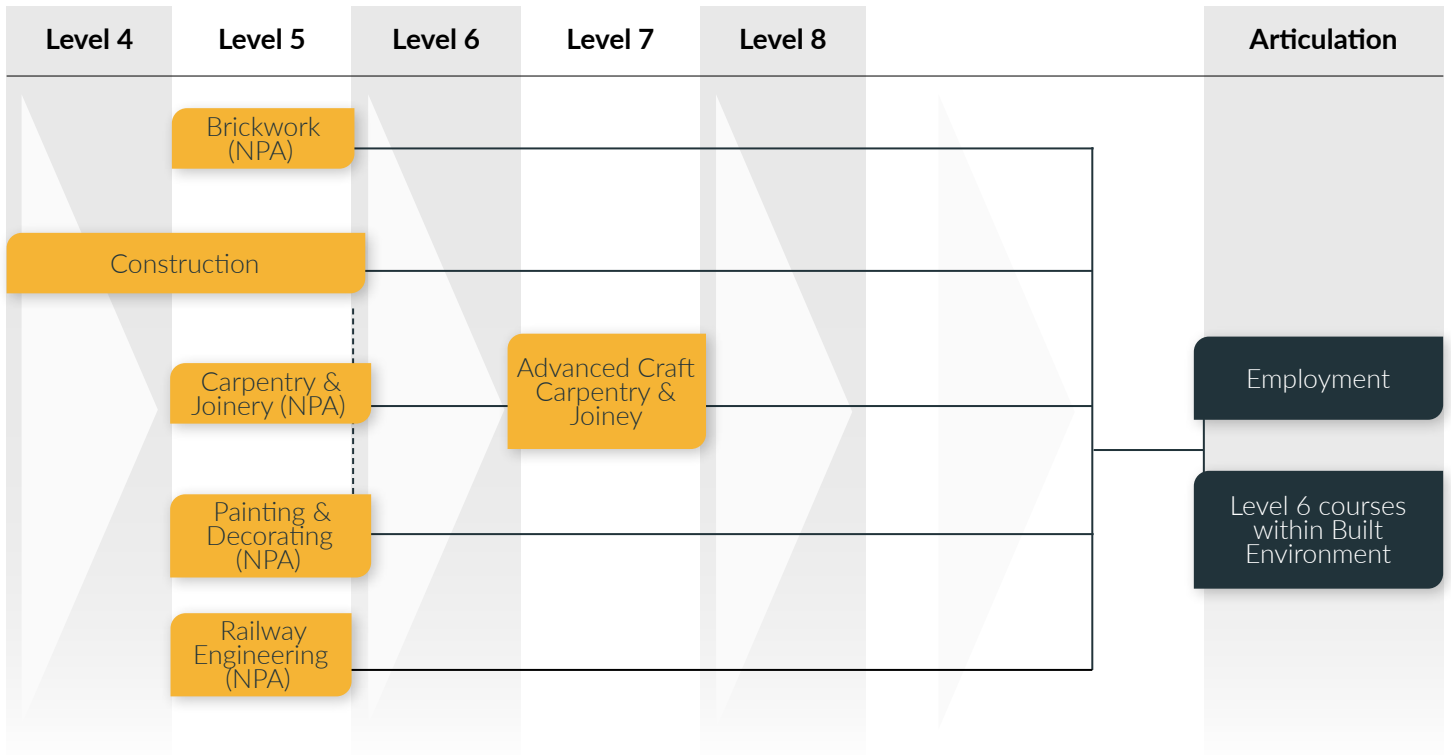 Level 4
Level 5
Level 6
Level 7
Level 8
Articulation
Brickwork
(NPA)
Construction
Carpentry &
Joinery (NPA)
Advanced Craft
Carpentry &
Joiney
Employment
Painting &
Decorating
(NPA)
Level 6 courses
within Built
Environment
Railway
Engineering
(NPA)